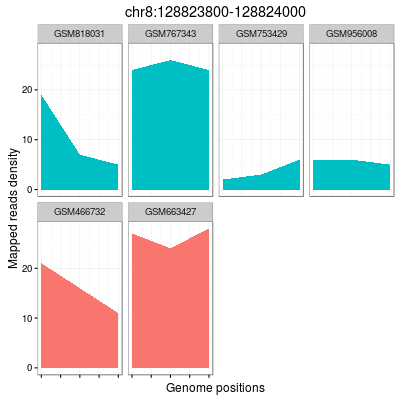 chr8:128823800-128824000
GSM818031 GSM767343 GSM753429 GSM956008
20
10
0
GSM466732 GSM663427
20
10
0
Mapped reads density
Genome positions